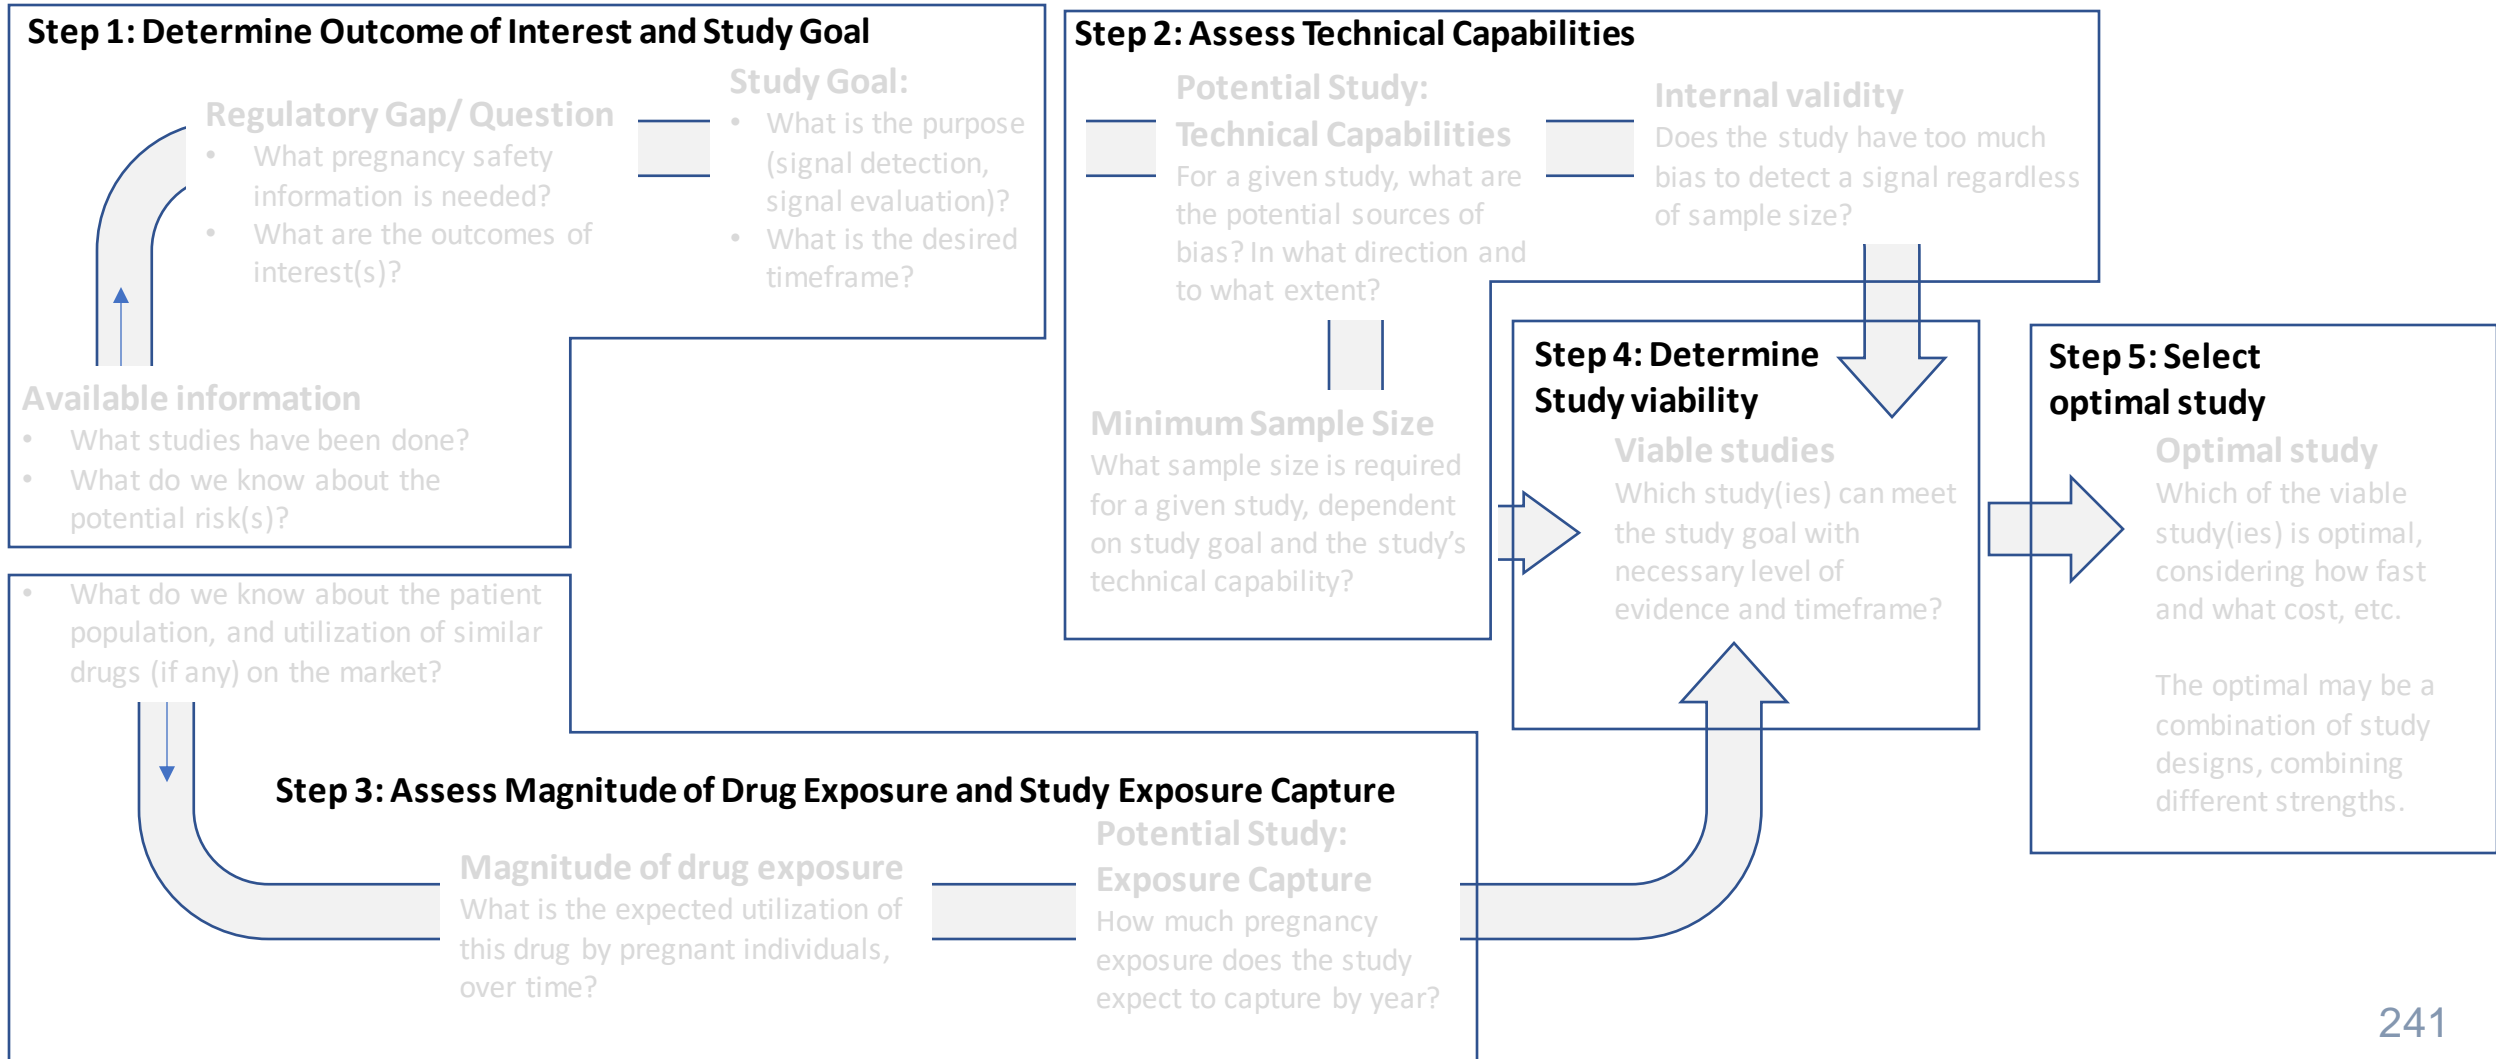 Step 1: Determine Outcome of Interest and Study Goal
Regulatory Gap/ Question
• What pregnancy safety
information is needed?
• What are the outcomes of
interest(s)?
Study Goal:
• What is the purpose
(signal detection,
signal evaluation)?
• What is the desired
timeframe?
Available information
• What studies have been done?
• What do we know about the
potential risk(s)?
• What do we know about the patient
population, and utilization of similar
drugs (if any) on the market?
Step 2: Assess Technical Capabilities
Potential Study:
Technical Capabilities
For a given study, what are
the potential sources of
bias? In what direction and
to what extent?
Internal validity
Does the study have too much
bias to detect a signal regardless
of sample size?
Minimum Sample Size
What sample size is required
for a given study, dependent
on study goal and the study's
technical capability?
Step 3: Assess Magnitude of Drug Exposure and Study Exposure Capture
Magnitude of drug exposure
What is the expected utilization of
this drug by pregnant individuals,
over time?
Potential Study:
Exposure Capture
How much pregnancy
exposure does the study
expect to capture by year?
Step 4: Determine
Study viability
Viable studies
Which study(ies) can meet
the study goal with
necessary level of
evidence and timeframe?
Step 5: Select
optimal study
Optimal study
Which of the viable
study(ies) is optimal,
considering how fast
and what cost, etc.
The optimal may be a
combination of study
designs, combining
different strengths.
241